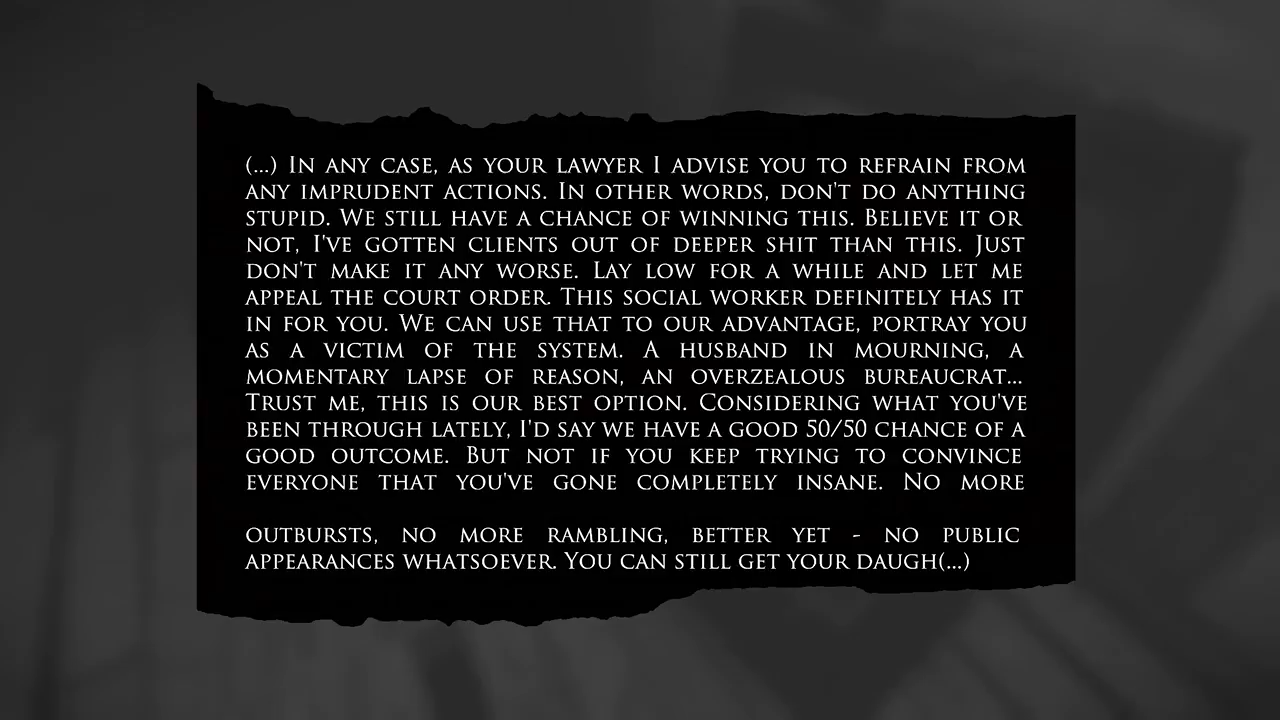 (...) In any case, as your lawyer I advise you to refrain from
any imprudent actions. In other words, don't do anything
stupid. We still have a chance of winning this. Believe it or
not, I've gotten clients out of deeper shit than this. Just
don't make it any worse. Lay low for a while and let me
appeal the court order. This social worker definitely has it
in for you. We can use that to our advantage, portray you
as a victim of the system. A husband in mourning, a
momentary lapse of reason, an overzealous bureaucrat...
Trust me, this is our best option. Considering what you've
been through lately, I'd say we have a good 50/50 chance of a
good outcome. But not if you keep trying to convince
everyone that you've gone completely insane. No more
outbursts, no more rambling, better yet - no public
appearances whatsoever. You can still get your daugh(...)